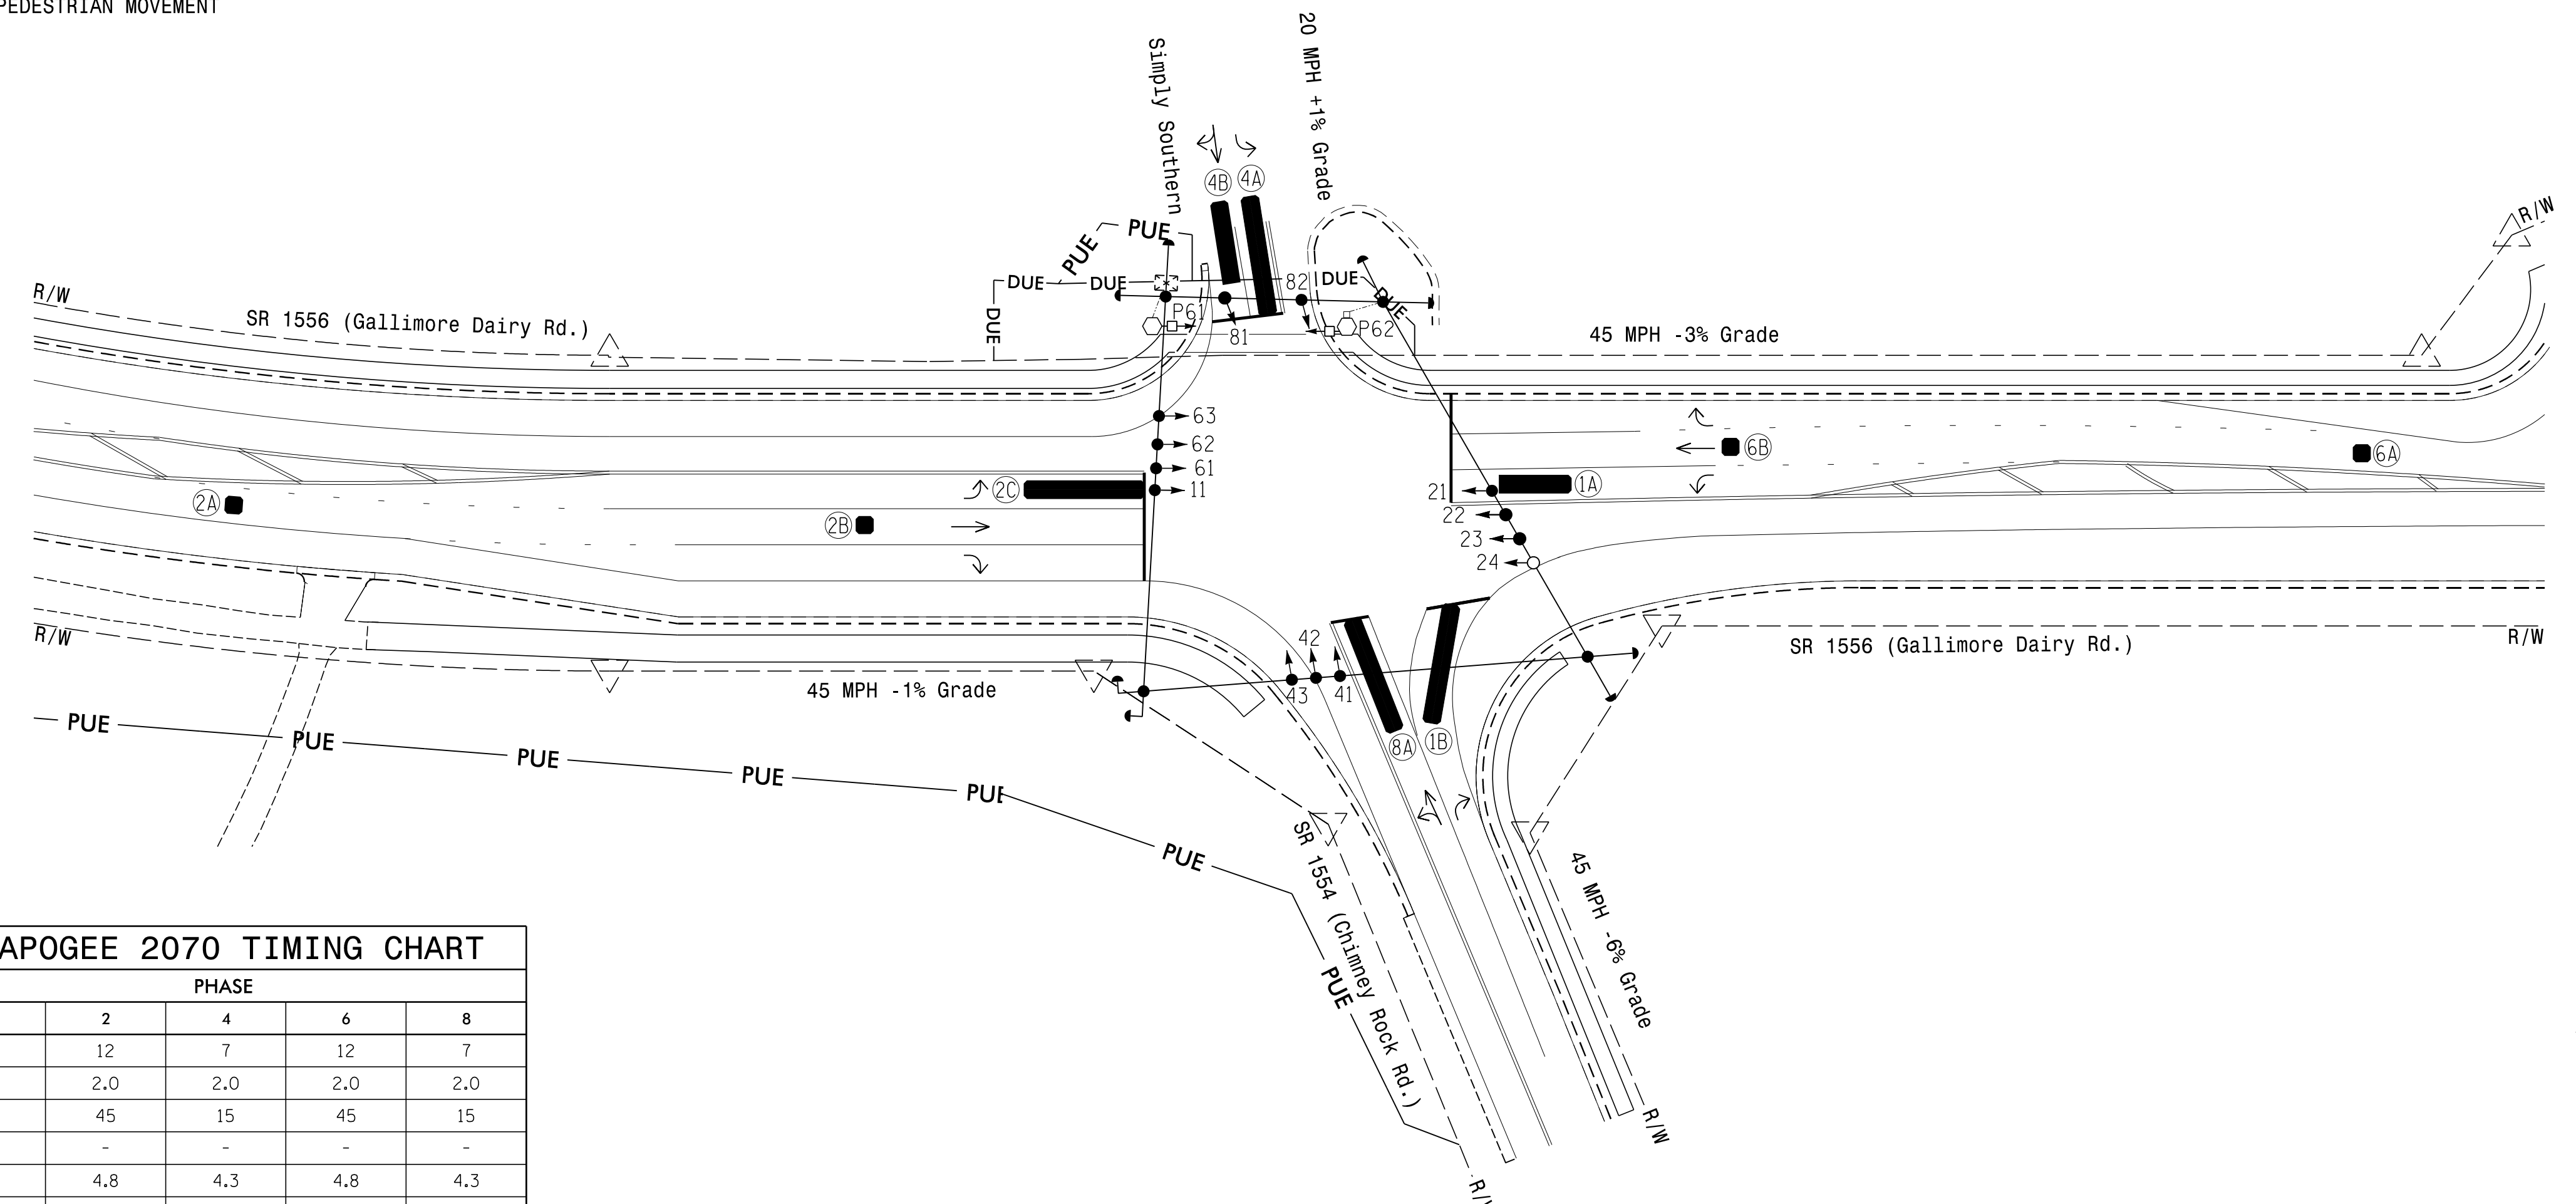 PEDESTRIAN MOVEMENT
Simply Southern
20 MPH +1% Grade
4B
4A
R/W
PUE
PUE
DUE
DUE
82
DUE
DUE
DUE
R/W
SR 1556 (Gallimore Dairy Rd.)
P61
81
P62
45 MPH -3% Grade
63
62
61
11
6B
6A
2A
2C
2B
21
1A
22
23
24
R/W
45 MPH -1% Grade
42
43
41
SR 1556 (Gallimore Dairy Rd.)
R/W
8A
1B
PUE
PUE
PUE
PUE
PUE
PUE
PUE
SR 1554 (Chimney Rock Rd.)
45 MPH -6% Grade
R/W
R/W
APOGEE 2070 TIMING CHART
PHASE
2 4 6 8
12 7 12 7
2.0 2.0 2.0 2.0
45 15 45 15
- - - -
4.8 4.3 4.8 4.3